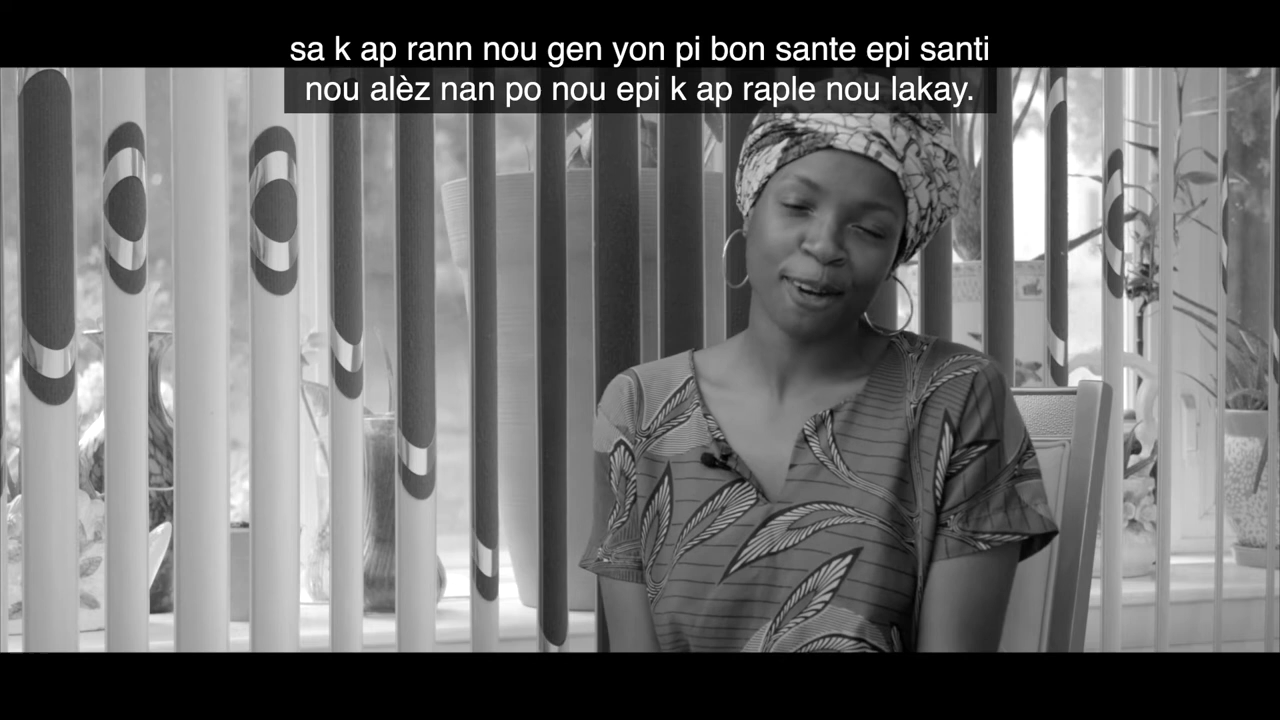 sa k ap rann nou gen yon pi bon sante epi santi
nou alèz nan po nou epi k ap raple nou lakay.